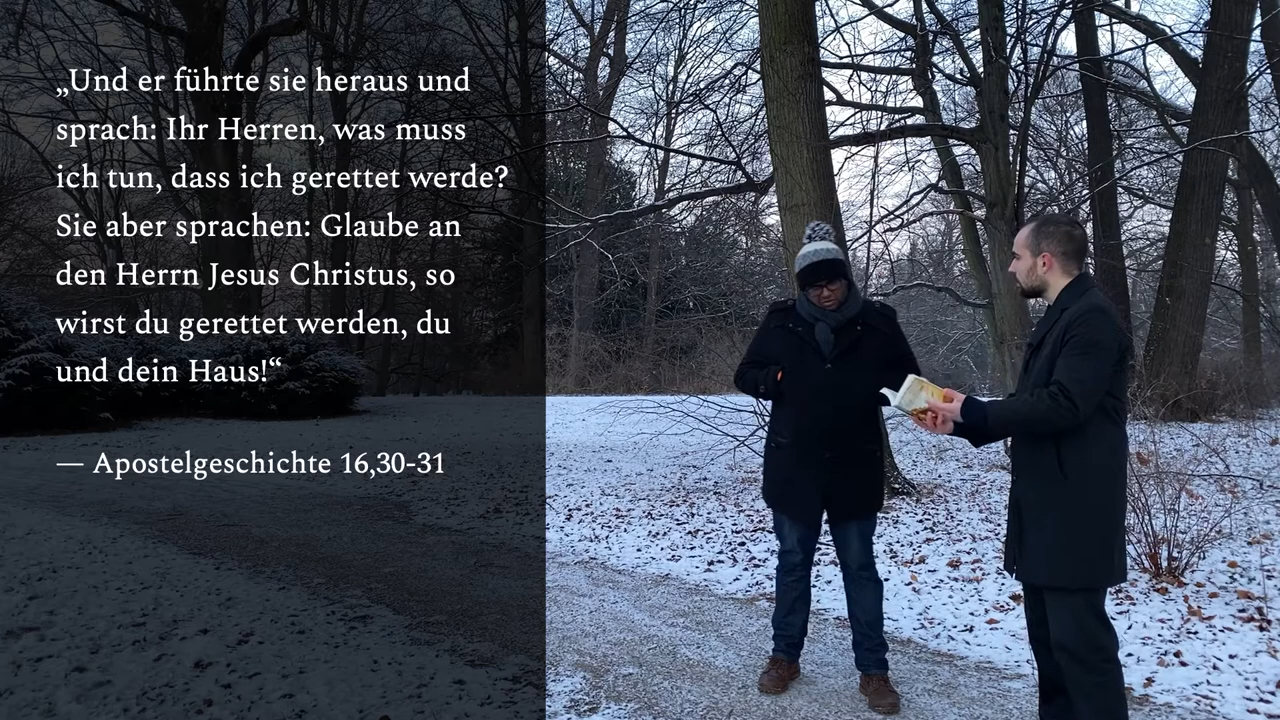 „Und er führte sie heraus und
sprach: Ihr Herren, was muss
ich tun, dass ich gerettet werde?
Sie aber sprachen: Glaube an
den Herrn Jesus Christus, so
wirst du gerettet werden, du
und dein Haus!“
— Apostelgeschichte 16,30-31